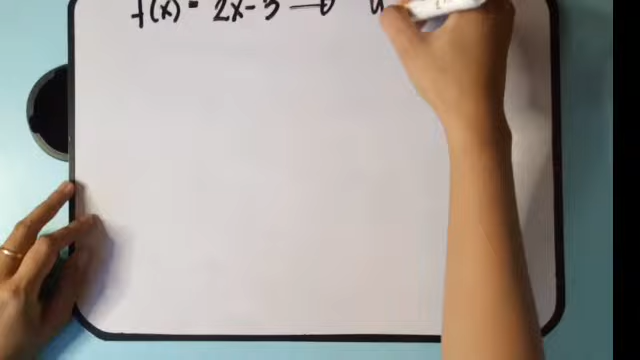 f(x) = 2x - 3 →